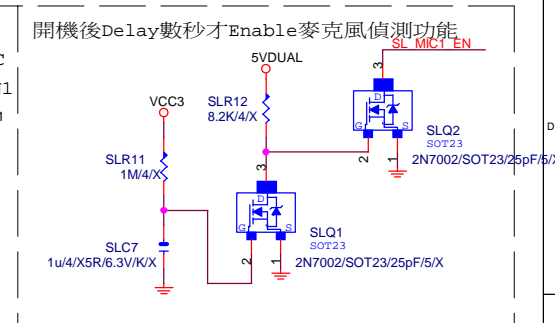 開機後Delay數秒才Enable麥克風偵測功能
SL_MIC1_EN
5VDUAL
3
VCC3
SLR12
8.2K/4/X
D
G
S
SLQ2
SOT23
2N7002/SOT23/25pF/5/X
2
1
SLR11
1M/4/X
3
D
G
S
SLQ1
SOT23
2N7002/SOT23/25pF/5/X
2
1
SLC7
1u/4/X5R/6.3V/K/X
D